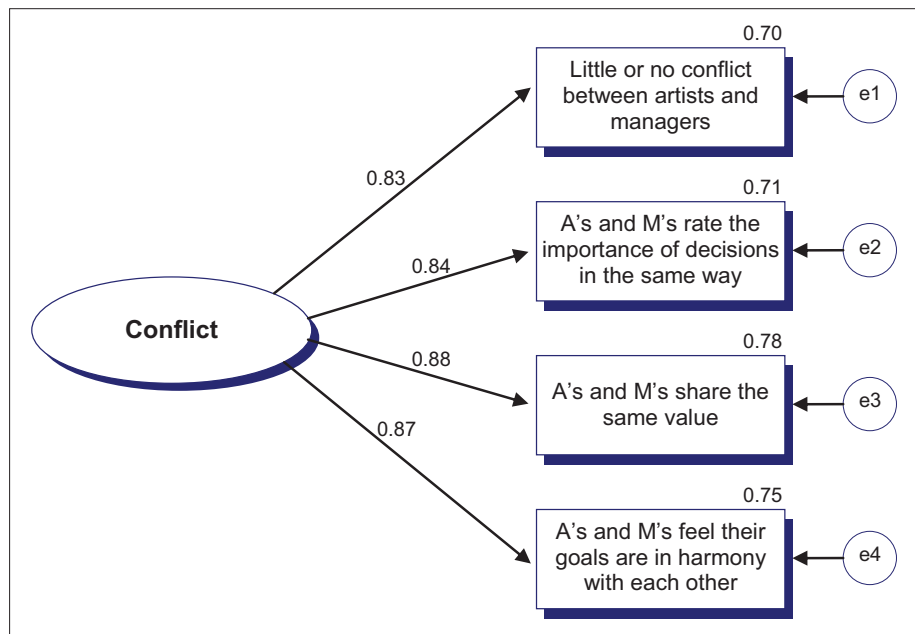 0.70
Little or no conflict
between artists and
managers
e1
0.83
0.71
A's and M's rate the
importance of decisions
in the same way
e2
0.84
Conflict
0.78
0.88
A's and M's share the
same value
e3
0.87
0.75
A's and M's feel their
goals are in harmony
with each other
e4